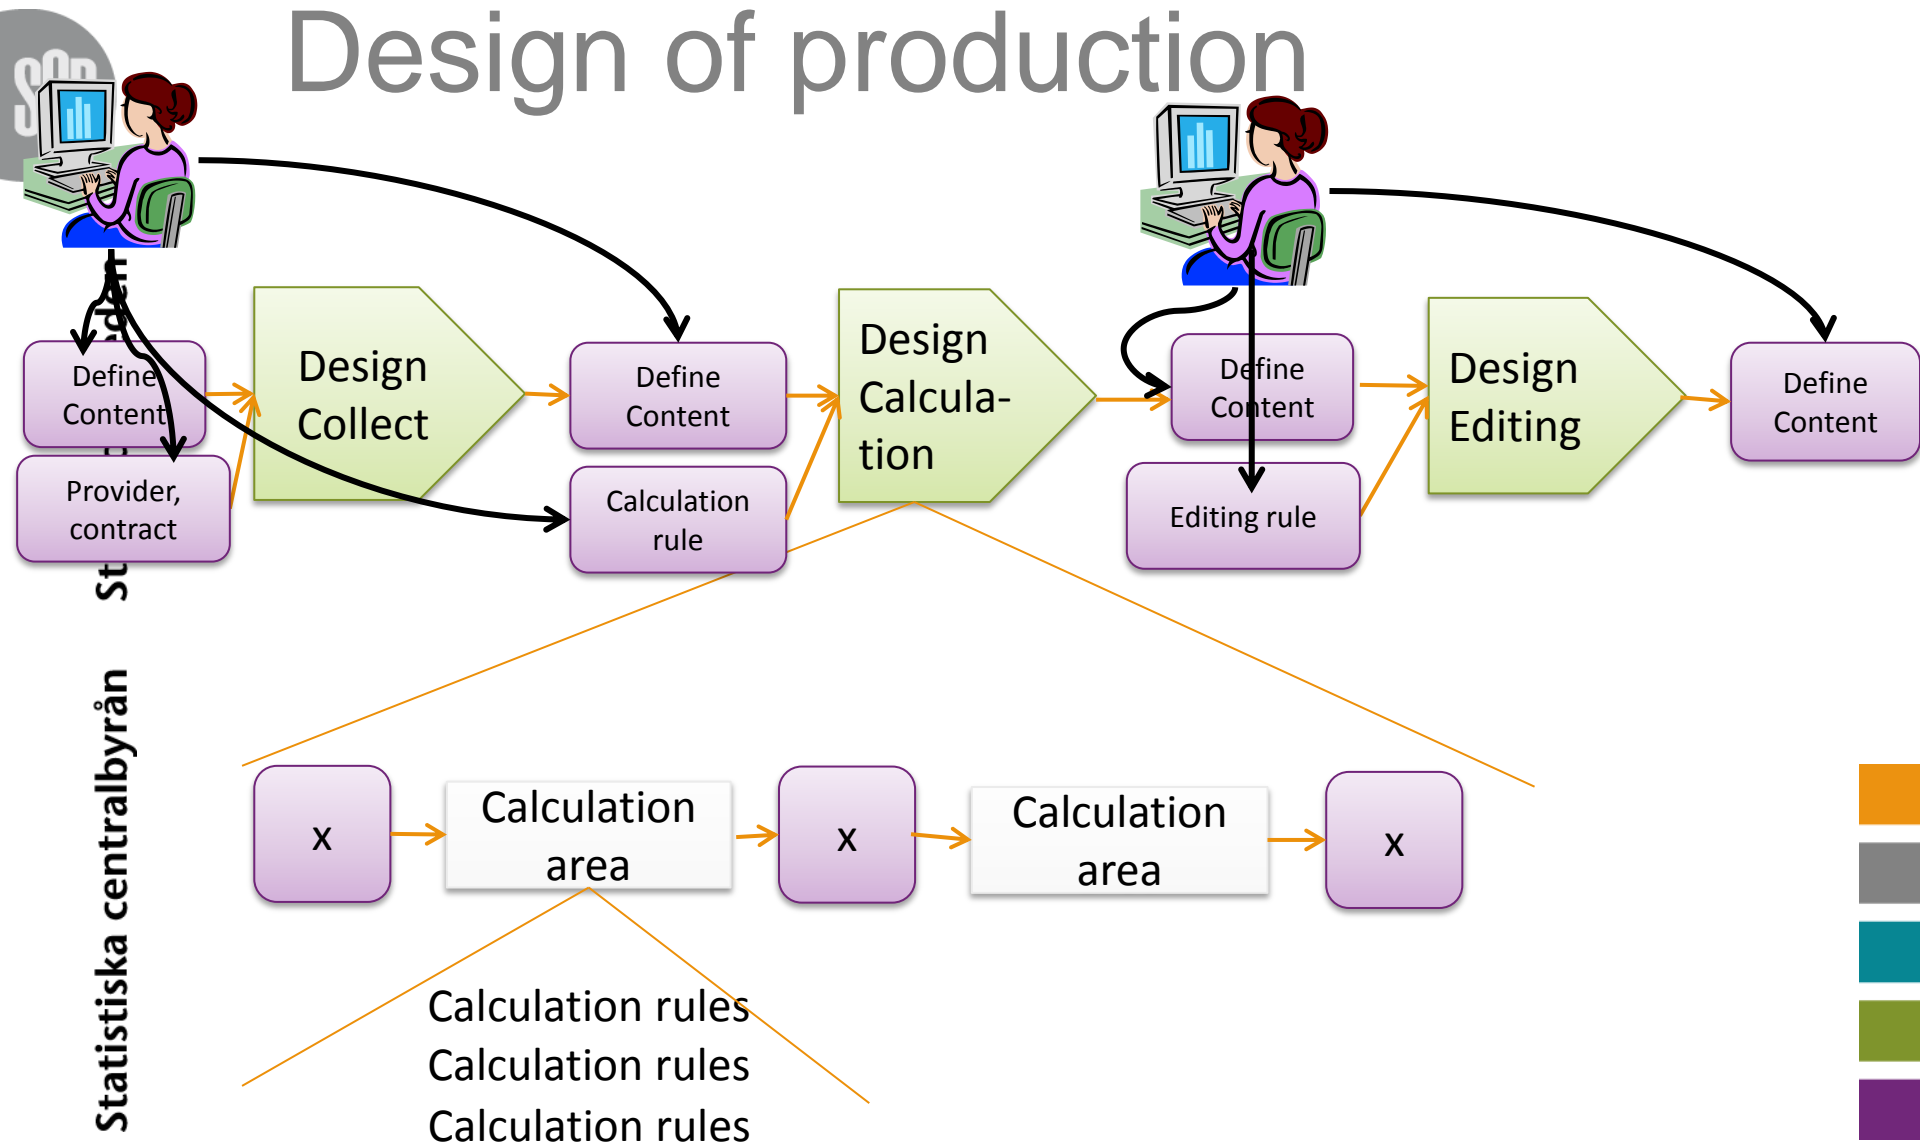 Design of production
SCB
Define
Content
Provider,
contract
Design
Collect
Define
Content
Calculation
rule
Design
Calcula-
tion
Define
Content
Editing rule
Design
Editing
Define
Content
x
Calculation
area
x
Calculation
area
x
Calculation rules
Calculation rules
Calculation rules
Statistiska centralbyrån